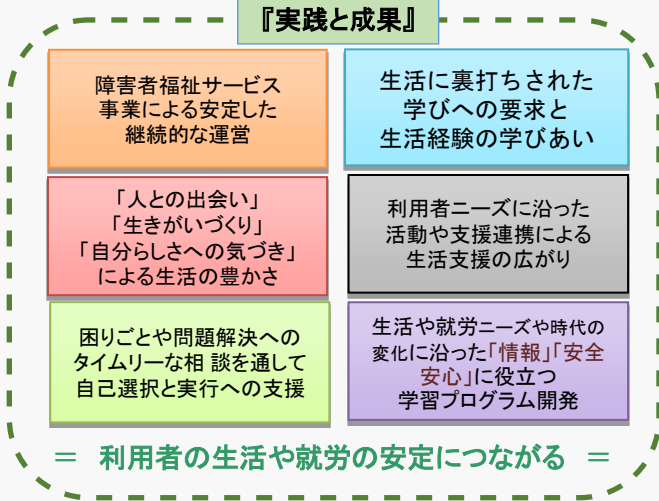 『実践と成果』
障害者福祉サービス
事業による安定した
継続的な運営
生活に裏打ちされた
学びへの要求と
生活経験の学びあい
「人との出会い」
「生きがいづくり」
「自分らしさへの気づき」
による生活の豊かさ
利用者ニーズに沿った
活動や支援連携による
生活支援の広がり
困りごとや問題解決への
タイムリーな相 談を通して
自己選択と実行への支援
生活や就労ニーズや時代の
変化に沿った「情報」「安全
安心」に役立つ
学習プログラム開発
＝ 利用者の生活や就労の安定につながる ＝